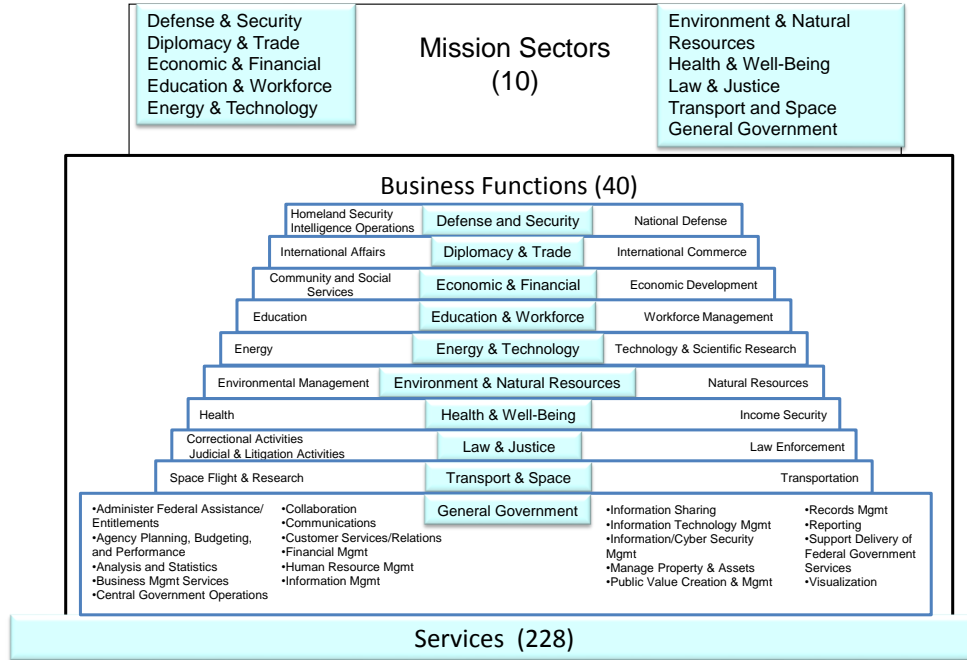 Defense & Security
Diplomacy & Trade
Economic & Financial
Education & Workforce
Energy & Technology
Mission Sectors
(10)
Environment & Natural
Resources
Health & Well-Being
Law & Justice
Transport and Space
General Government
Business Functions (40)
Homeland Security
Intelligence Operations
Defense and Security
National Defense
International Affairs
Diplomacy & Trade
International Commerce
Community and Social
Services
Economic & Financial
Economic Development
Education
Education & Workforce
Workforce Management
Energy
Energy & Technology
Technology & Scientific Research
Environmental Management
Environment & Natural Resources
Natural Resources
Health
Health & Well-Being
Income Security
Correctional Activities
Judicial & Litigation Activities
Law & Justice
Law Enforcement
Space Flight & Research
Transport & Space
Transportation
General Government
•Administer Federal Assistance/
Entitlements
•Agency Planning, Budgeting,
and Performance
•Analysis and Statistics
•Business Mgmt Services
•Central Government Operations
•Collaboration
•Communications
•Customer Services/Relations
•Financial Mgmt
•Human Resource Mgmt
•Information Mgmt
•Information Sharing
•Information Technology Mgmt
•Information/Cyber Security
Mgmt
•Manage Property & Assets
•Public Value Creation & Mgmt
•Records Mgmt
•Reporting
•Support Delivery of
Federal Government
Services
•Visualization
Services (228)